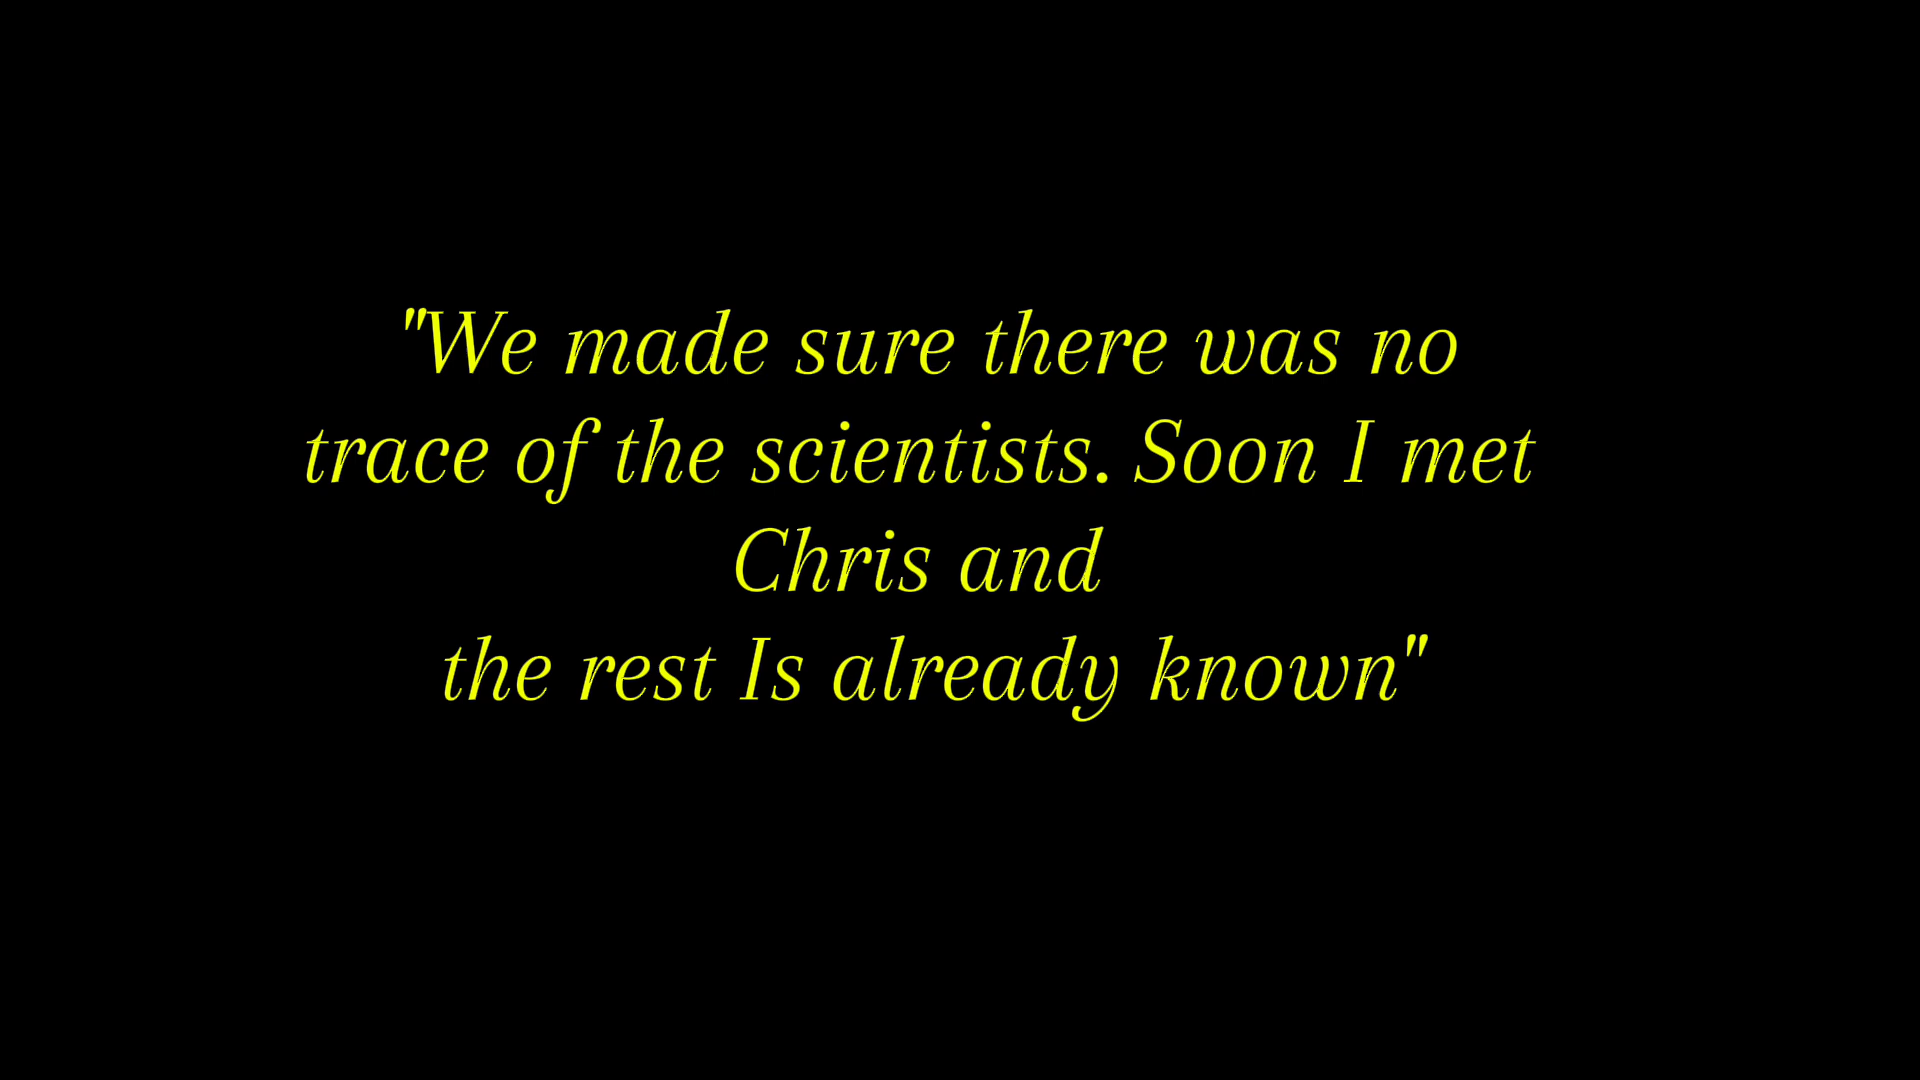 "We made sure there was no
trace of the scientists. Soon I met
Chris and
the rest Is already known"